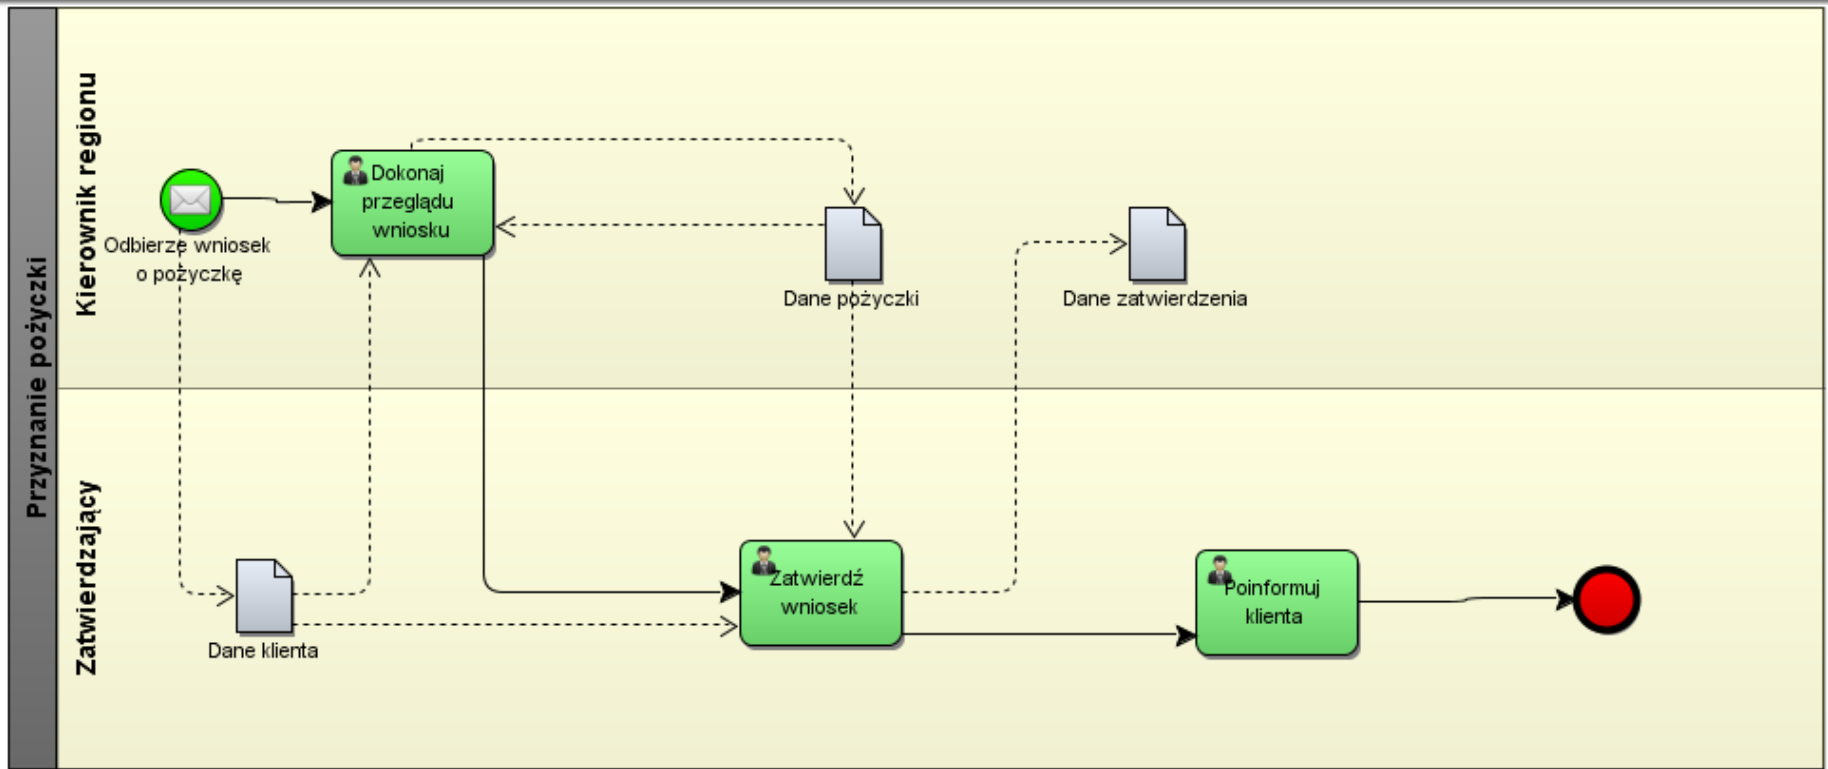 Przyznanie pożyczki
Kierownik regionu
Odbierze wniosek
o pożyczkę
Dokonaj
przeglądu
wniosku
Dane pożyczki
Dane zatwierdzenia
Zatwierdzający
Dane klienta
Zatwierdź
wniosek
Poinformuj
klienta